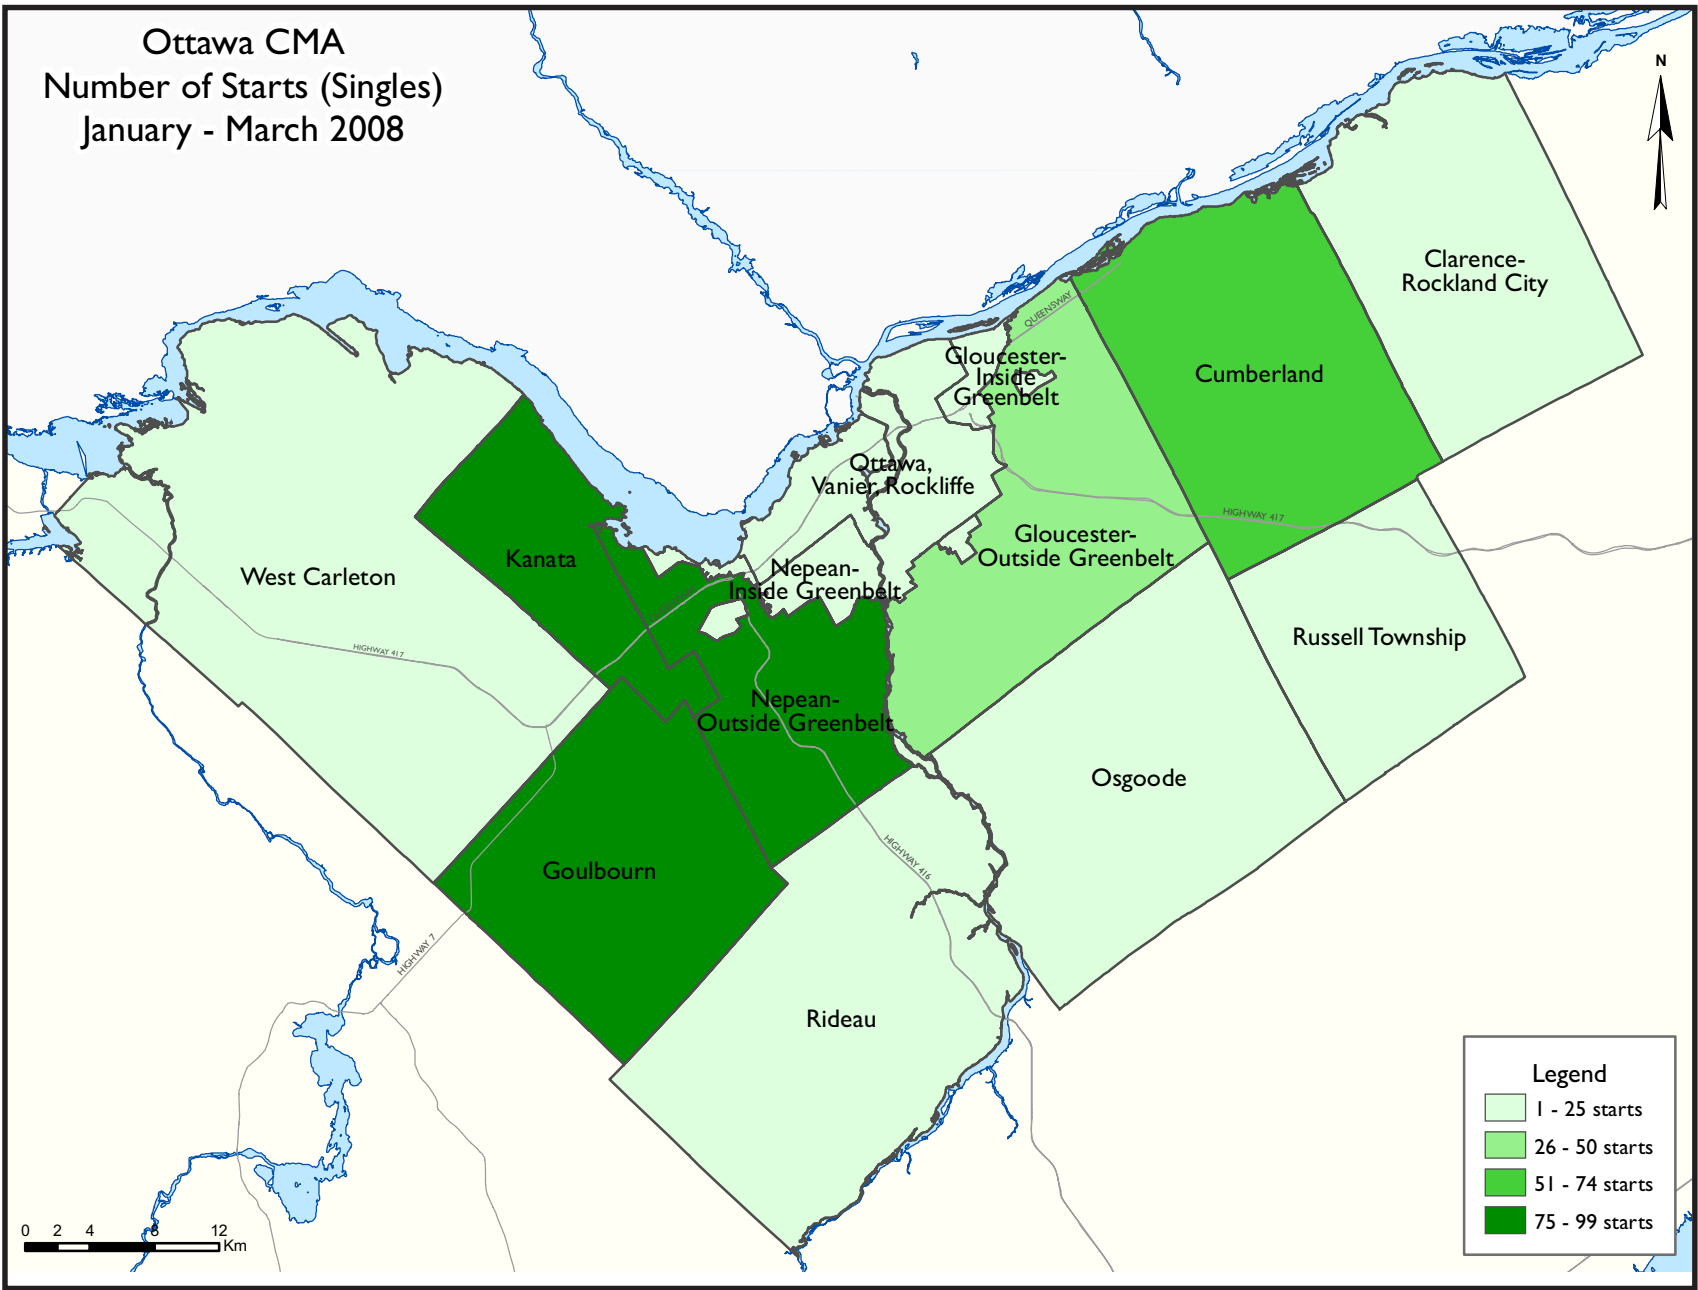 Ottawa CMA
Number of Starts (Singles)
January - March 2008
N
Clarence-
Rockland City
QUEENSWAY
Gloucester-
Inside
Greenbelt
Cumberland
Ottawa,
Vanier, Rockliffe
HIGHWAY 417
Gloucester-
Outside Greenbelt
Kanata
West Carleton
Nepean-
Inside Greenbelt
Russell Township
HIGHWAY 417
Nepean-
Outside Greenbelt
Osgoode
HIGHWAY 416
Goulbourn
HIGHWAY 7
Rideau
Legend
1 - 25 starts
26 - 50 starts
51 - 74 starts
75 - 99 starts
0 2 4 8 12
Km